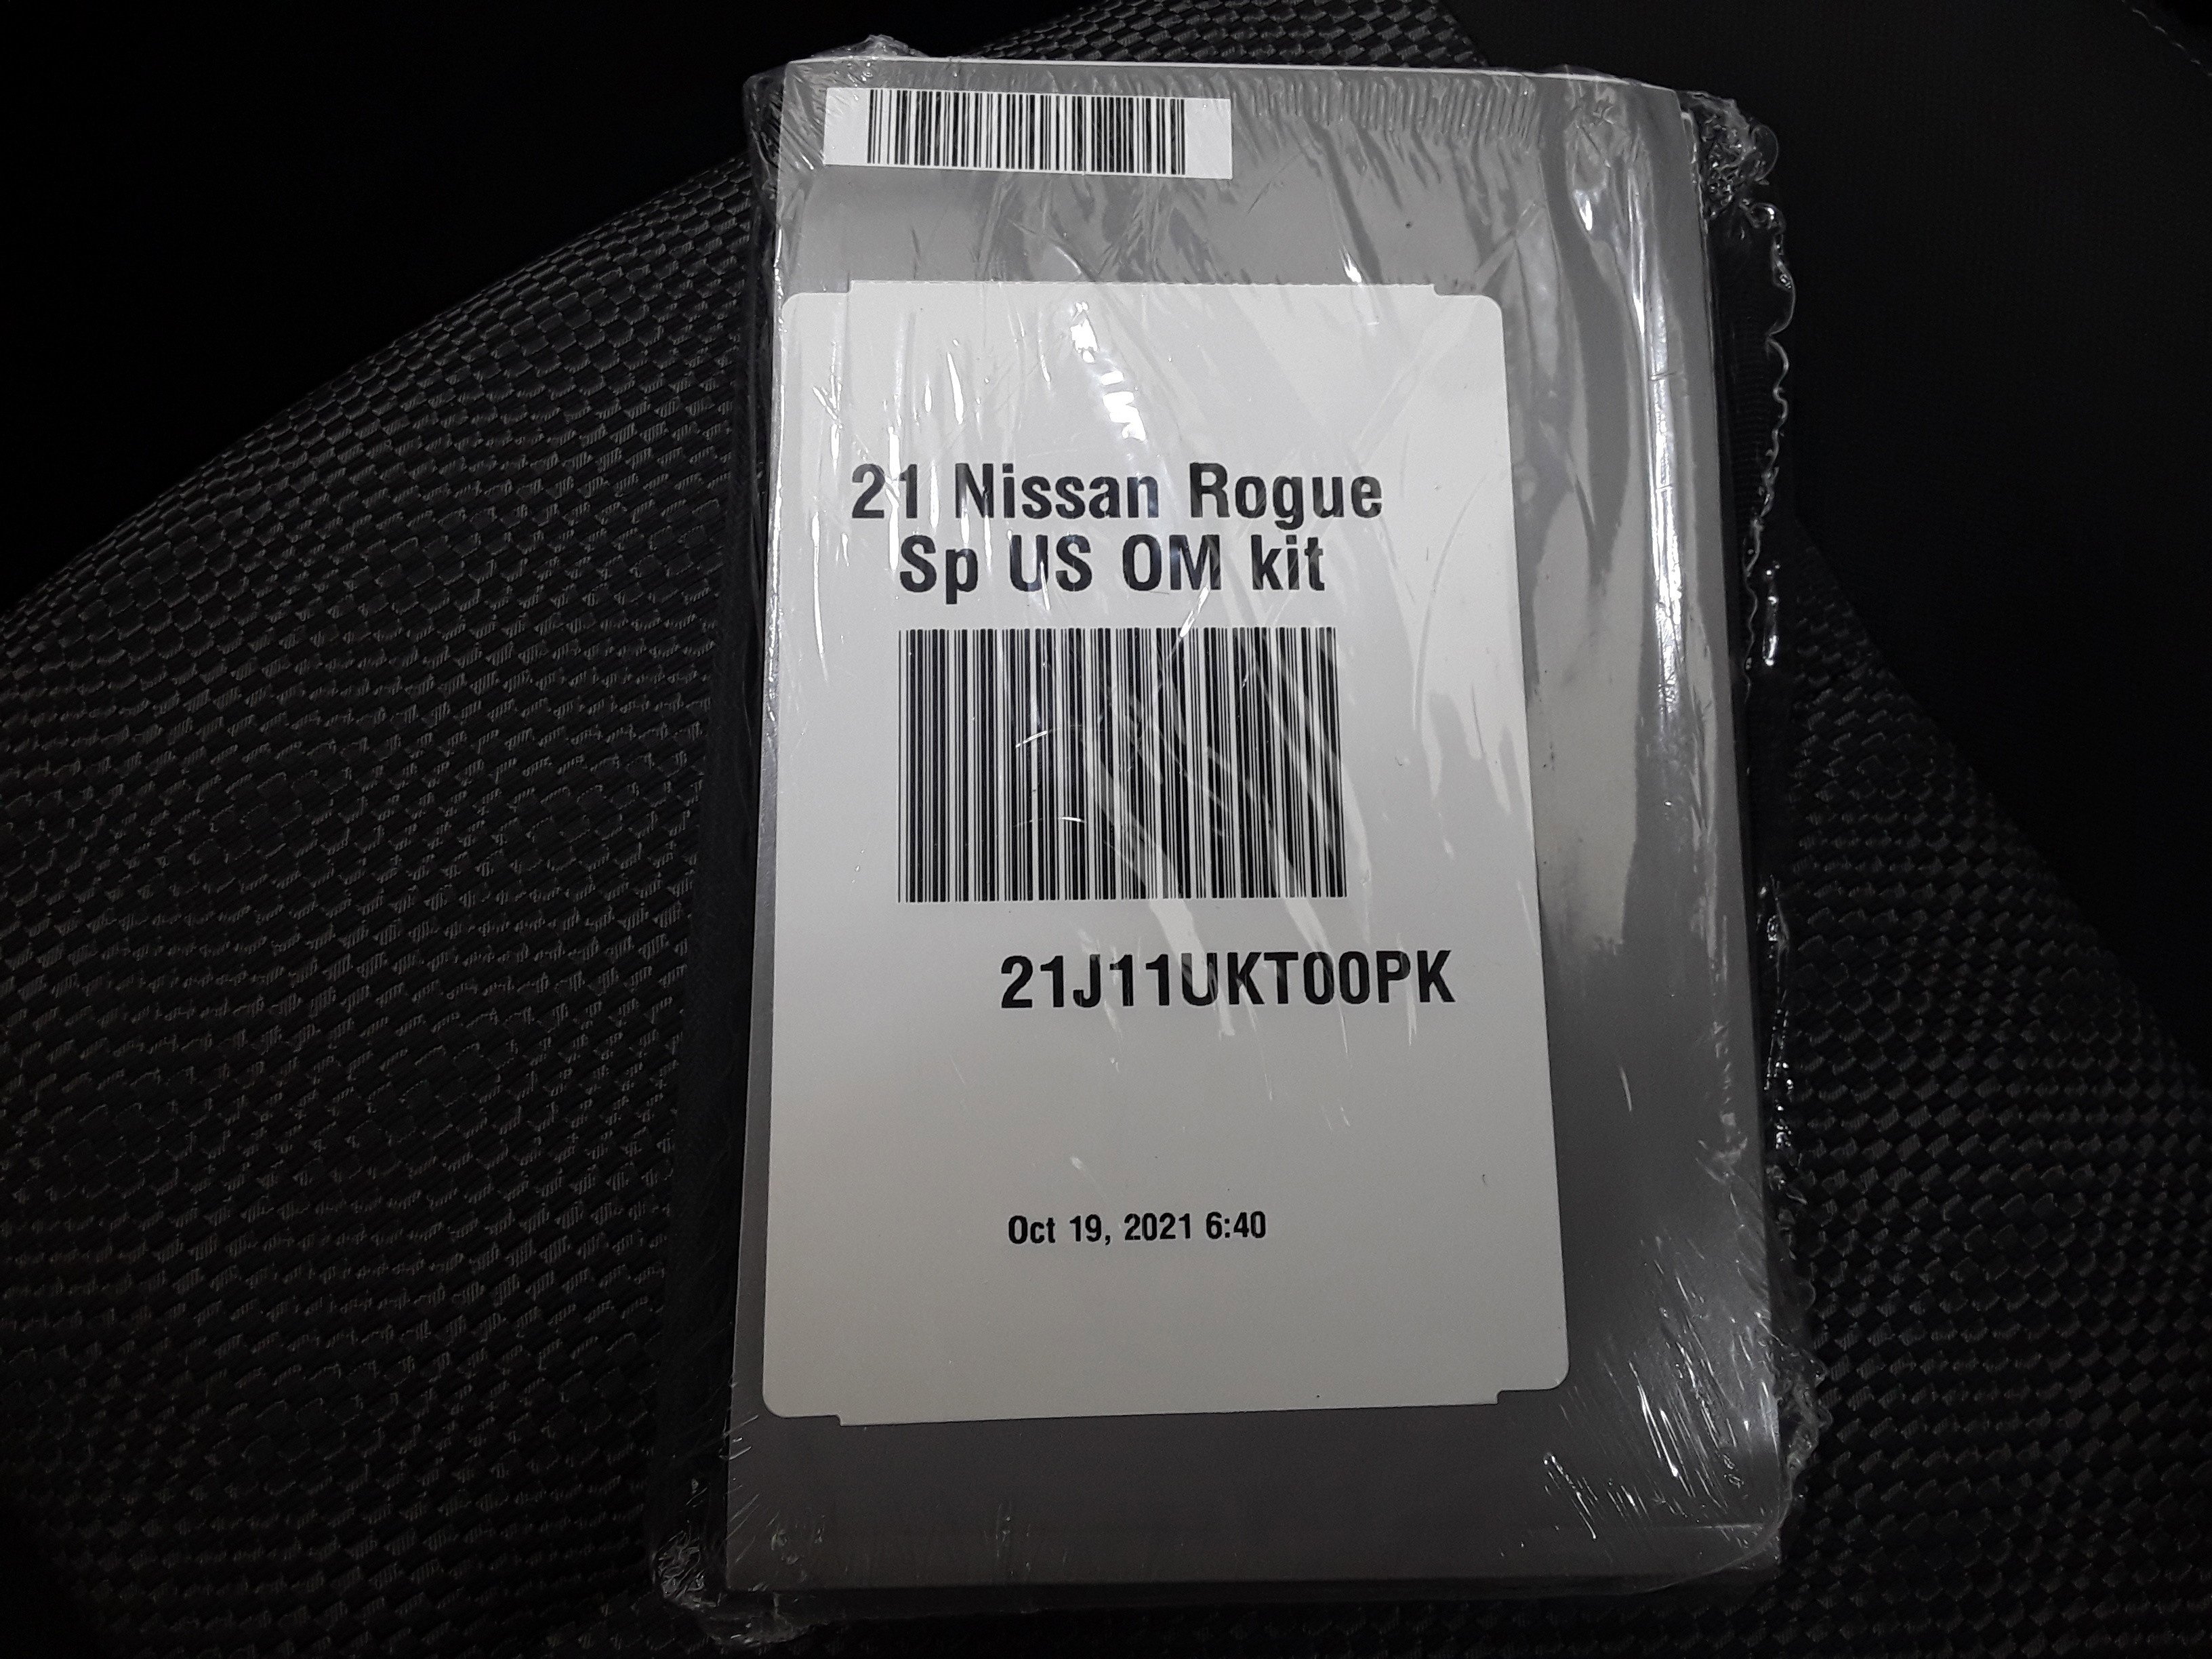 21 Nissan Rogue
Sp US OM kit
21J11UKT00PK
Oct 19, 2021 6:40